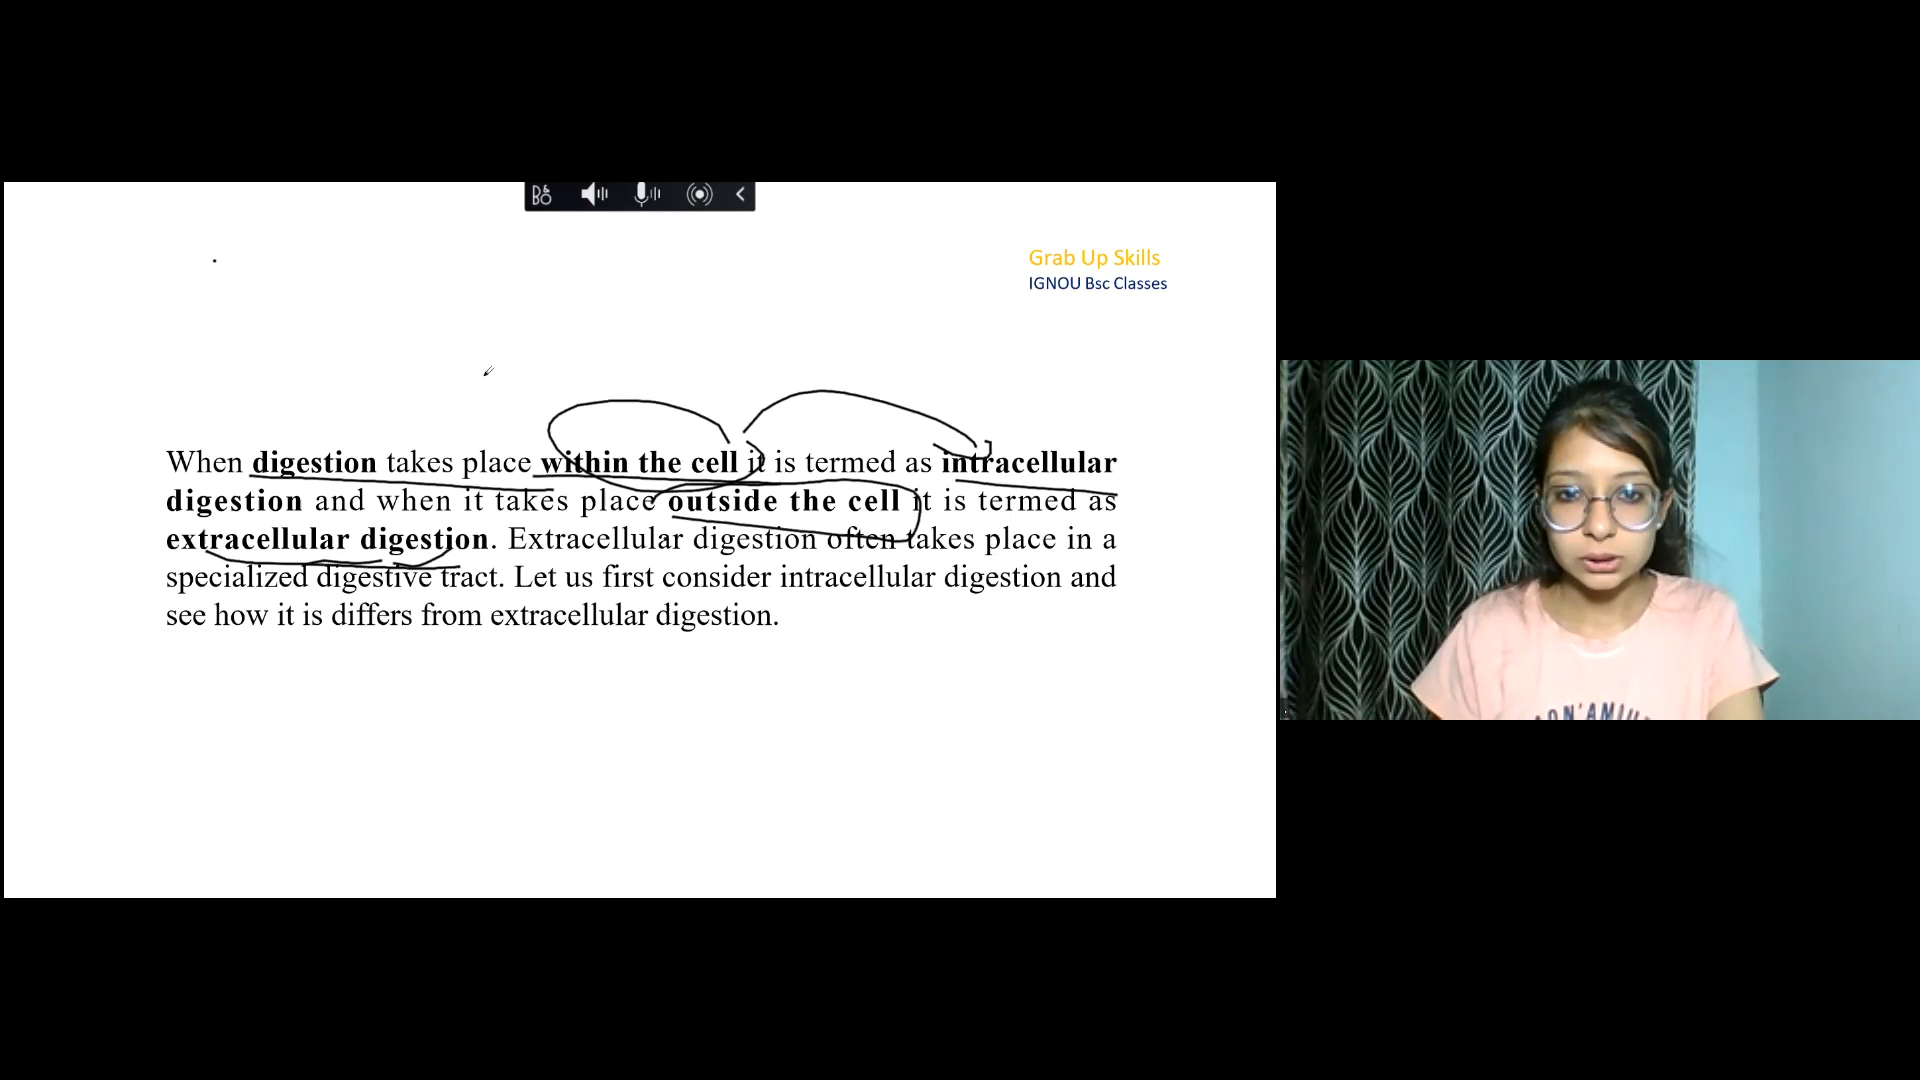 Grab Up Skills
IGNOU Bsc Classes
When digestion takes place within the cell it is termed as intracellular
digestion and when it takes place outside the cell it is termed as
extracellular digestion. Extracellular digestion often takes place in a
specialized digestive tract. Let us first consider intracellular digestion and
see how it is differs from extracellular digestion.